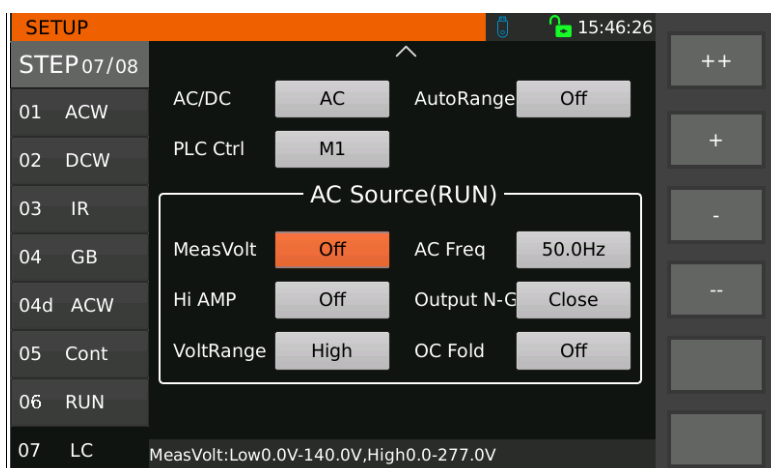 SETUP 15:46:26
STEP 07/08
01 ACW
02 DCW
03 IR
04 GB
04d ACW
05 Cont
06 RUN
07 LC
AC/DC AC AutoRange Off
PLC Ctrl M1
AC Source(RUN)
MeasVolt Off AC Freq 50.0Hz
Hi AMP Off Output N-G Close
VoltRange High OC Fold Off
MeasVolt:Low0.0V-140.0V,High0.0-277.0V
++
+
-
--